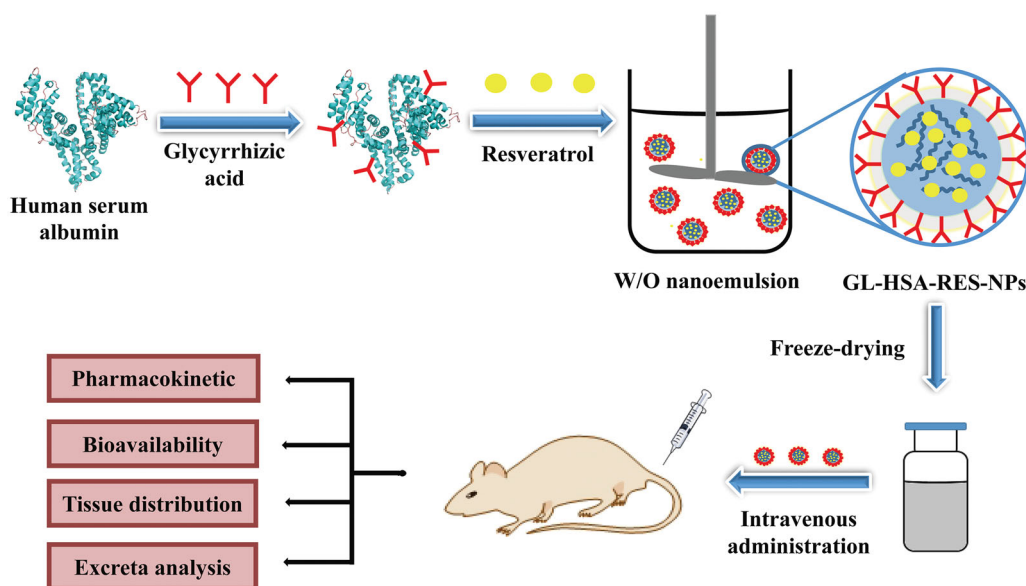 Human serum
albumin
Glycyrrhizic
acid
Resveratrol
W/O nanoemulsion
GL-HSA-RES-NPs
Freeze-drying
Intravenous
administration
Pharmacokinetic
Bioavailability
Tissue distribution
Excreta analysis